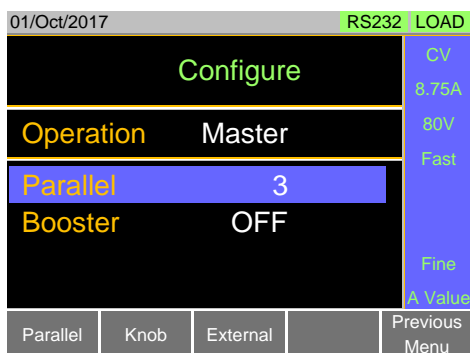 01/Oct/2017 RS232 LOAD
Configure
CV
8.75A
Operation Master
80V
Fast
Parallel 3
Booster OFF
Fine
A Value
Parallel Knob External Previous Menu